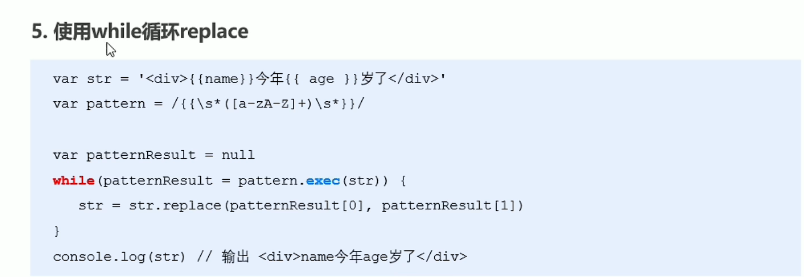 5. 使用while循环replace
var str = '<div>{{name}}今年{{ age }}岁了</div>'
var pattern = /{{\s*([a-zA-Z]+)\s*}}/
var patternResult = null
while(patternResult = pattern.exec(str)) {
str = str.replace(patternResult[0], patternResult[1])
}
console.log(str) // 输出 <div>name今年age岁了</div>